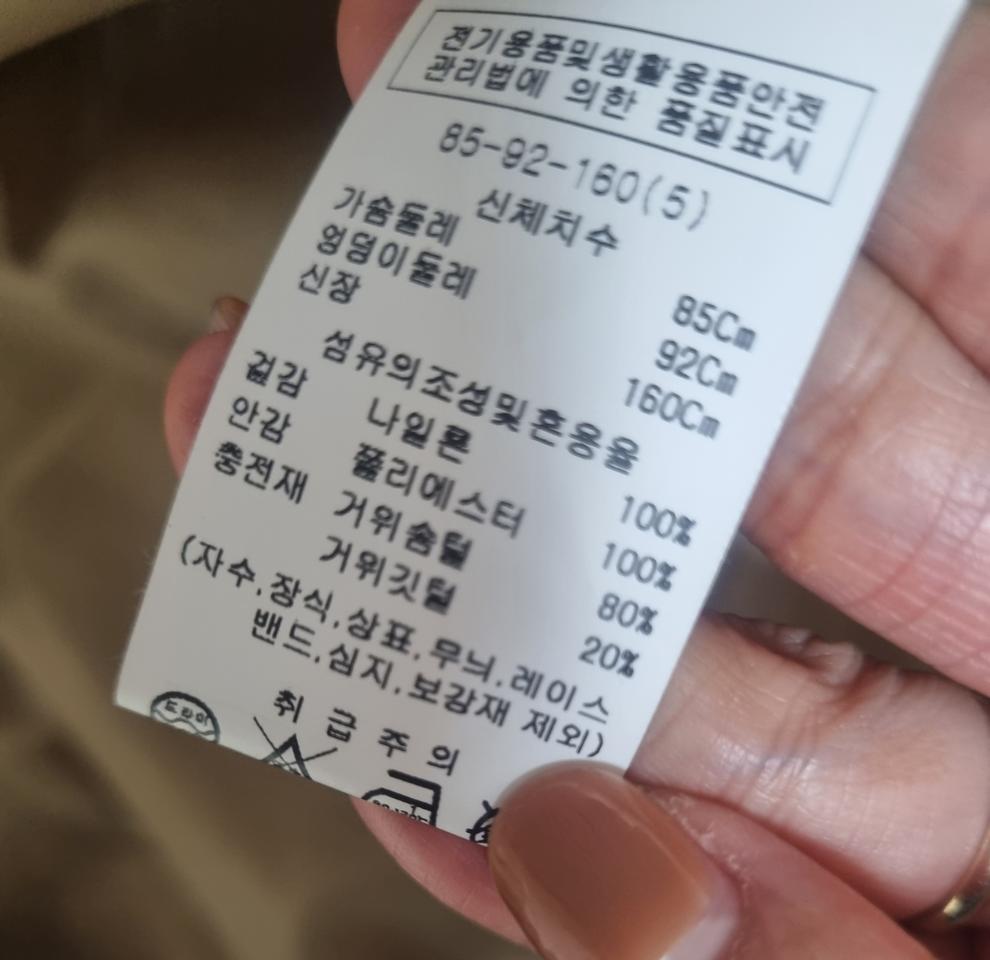 전기용품및생활용품안전
관리법에 의한 품질표시
85-92-160(5)
신체치수
가슴둘레 85Cm
엉덩이둘레 92Cm
신장 160Cm
섬유의조성및혼용율
겉감 나일론 100%
안감 폴리에스터 100%
충전재 거위솜털 80%
거위깃털 20%
(자수.장식.상표.무늬.레이스
밴드.심지.보강재 제외)
취급주의
드라이